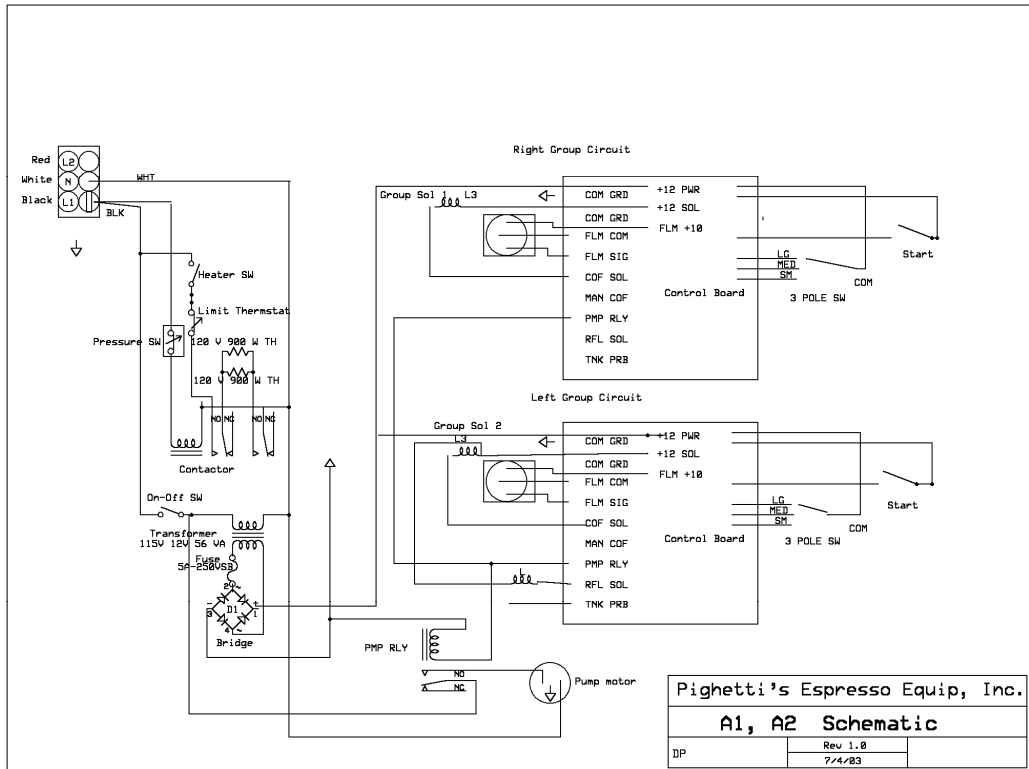 Right Group Circuit
Red L2
White N WHT
Black L1
BLK
Group Sol 1 L3
COM GRD +12 PWR
+12 SOL
COM GRD
FLM +10
FLM COM
FLM SIG
COF SOL
MAN COF
Control Board
PMP RLY
RFL SOL
TNK PRB
LG
MED
SM
COM
3 POLE SW
Start
Heater SW
Limit Thermstat
Pressure SW
120 V 900 W TH
120 V 900 W TH
NO NC NO NC
Contactor
Left Group Circuit
Group Sol 2
L3
COM GRD +12 PWR
+12 SOL
COM GRD
FLM +10
FLM COM
FLM SIG
COF SOL
MAN COF
Control Board
PMP RLY
RFL SOL
TNK PRB
LG
MED
SM
COM
3 POLE SW
Start
L
On-Off SW
Transformer
115V 12V 56 VA
Fuse
5A-250VSB
2 ~
- D1 +
3 1
4 ~
Bridge
PMP RLY
NO
NC
Pump motor
Pighetti's Espresso Equip, Inc.
A1, A2 Schematic
DP
Rev 1.0
7/4/03